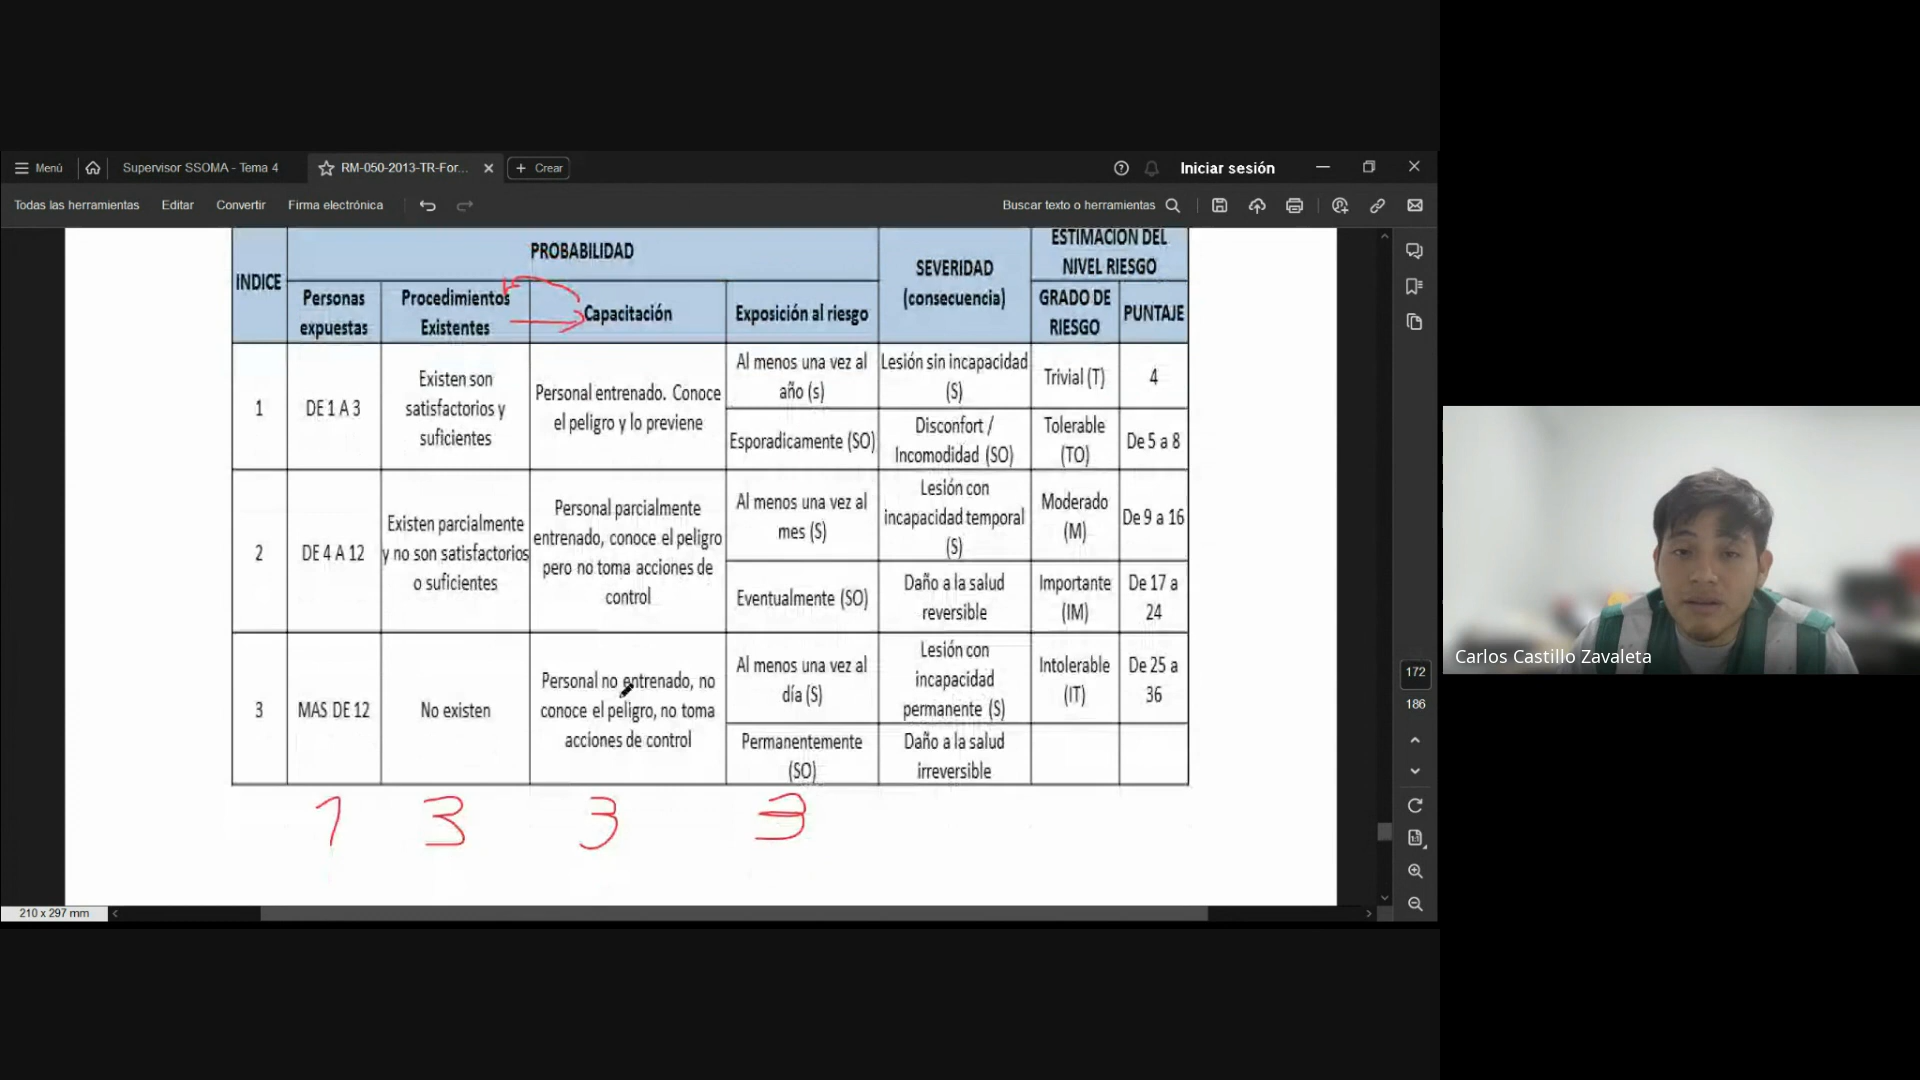 Menú
Supervisor SSOMA - Tema 4
RM-050-2013-TR-For...
Crear
Iniciar sesión
Todas las herramientas
Editar
Convertir
Firma electrónica
Buscar texto o herramientas
INDICE
PROBABILIDAD
SEVERIDAD
(consecuencia)
ESTIMACION DEL
NIVEL RIESGO
Personas
expuestas
Procedimientos
Existentes
Capacitación
Exposición al riesgo
GRADO DE
RIESGO
PUNTAJE
1
DE 1 A 3
Existen son
satisfactorios y
suficientes
Personal entrenado. Conoce
el peligro y lo previene
Al menos una vez al
año (s)
Lesión sin incapacidad
(S)
Trivial (T)
4
Esporadicamente (SO)
Disconfort /
Incomodidad (SO)
Tolerable
(TO)
De 5 a 8
2
DE 4 A 12
Existen parcialmente
y no son satisfactorios
o suficientes
Personal parcialmente
entrenado, conoce el peligro
pero no toma acciones de
control
Al menos una vez al
mes (S)
Lesión con
incapacidad temporal
(S)
Moderado
(M)
De 9 a 16
Eventualmente (SO)
Daño a la salud
reversible
Importante
(IM)
De 17 a
24
3
MAS DE 12
No existen
Personal no entrenado, no
conoce el peligro, no toma
acciones de control
Al menos una vez al
día (S)
Lesión con
incapacidad
permanente (S)
Intolerable
(IT)
De 25 a
36
Permanentemente
(SO)
Daño a la salud
irreversible
1 3 3 3
172
186
210 x 297 mm
Carlos Castillo Zavaleta